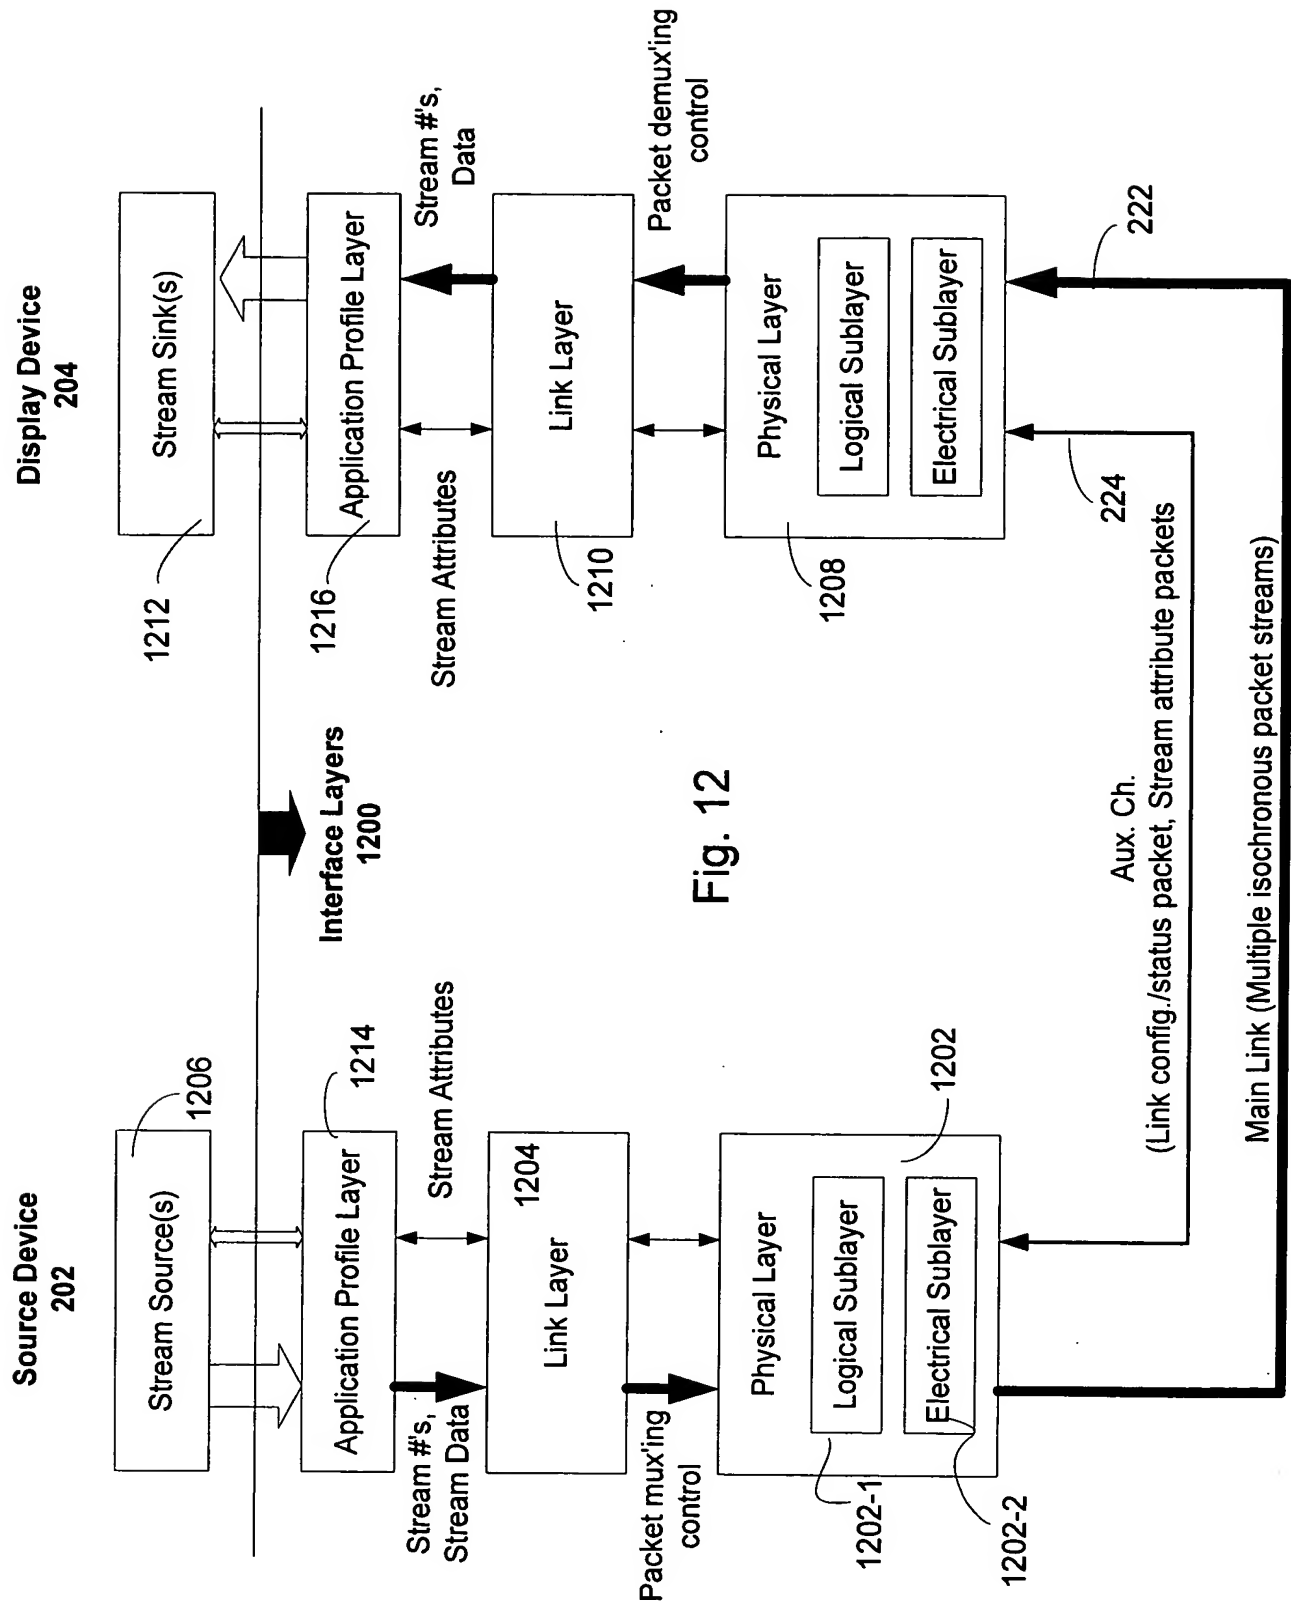 Source Device
202
Display Device
204
Stream Source(s)
1206
Stream Sink(s)
1212
Interface Layers
1200
Application Profile Layer
1214
Application Profile Layer
1216
Stream #'s,
Stream Data
Stream Attributes
Stream Attributes
Stream #'s,
Data
Link Layer
1204
Link Layer
1210
Packet mux'ing
control
Packet demux'ing
control
Physical Layer
1202
Logical Sublayer
1202-1
Electrical Sublayer
1202-2
Physical Layer
1208
Logical Sublayer
Electrical Sublayer
Fig. 12
224
222
Aux. Ch.
(Link config./status packet, Stream attribute packets
Main Link (Multiple isochronous packet streams)